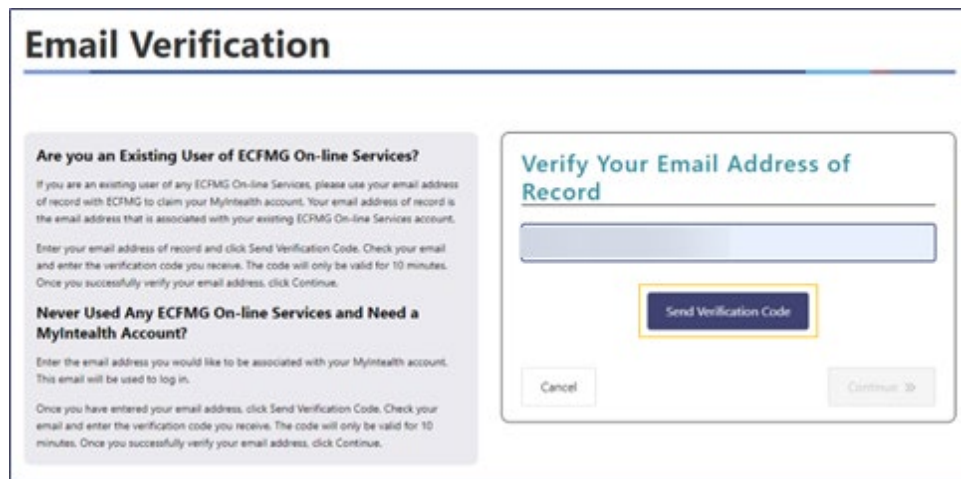 Email Verification
Are you an Existing User of ECFMG On-line Services?
If you are an existing user of any ECFMG On-line Services, please use your email address
of record with ECFMG to claim your MyIntealth account. Your email address of record is
the email address that is associated with your existing ECFMG On-line Services account.
Enter your email address of record and click Send Verification Code. Check your email
and enter the verification code you receive. The code will only be valid for 10 minutes.
Once you successfully verify your email address, click Continue.
Never Used Any ECFMG On-line Services and Need a
MyIntealth Account?
Enter the email address you would like to be associated with your MyIntealth account.
This email will be used to log in.
Once you have entered your email address, click Send Verification Code. Check your
email and enter the verification code you receive. The code will only be valid for 10
minutes. Once you successfully verify your email address, click Continue.
Verify Your Email Address of
Record
Send Verification Code
Cancel
Continue »